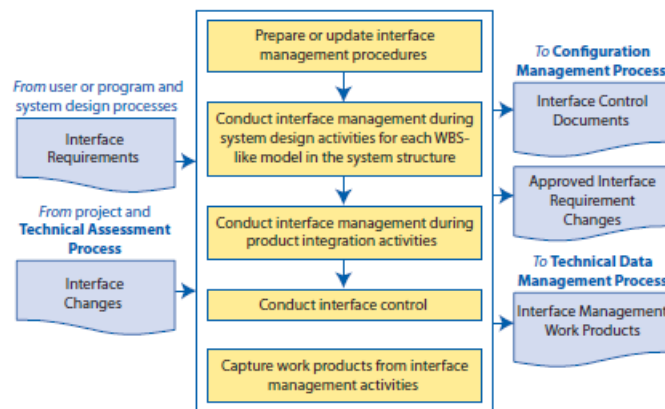 From user or program and
system design processes
Interface
Requirements
From project and
Technical Assessment
Process
Interface
Changes
Prepare or update interface
management procedures
Conduct interface management during
system design activities for each WBS-
like model in the system structure
Conduct interface management during
product integration activities
Conduct interface control
Capture work products from interface
management activities
To Configuration
Management Process
Interface Control
Documents
Approved Interface
Requirement
Changes
To Technical Data
Management Process
Interface Management
Work Products